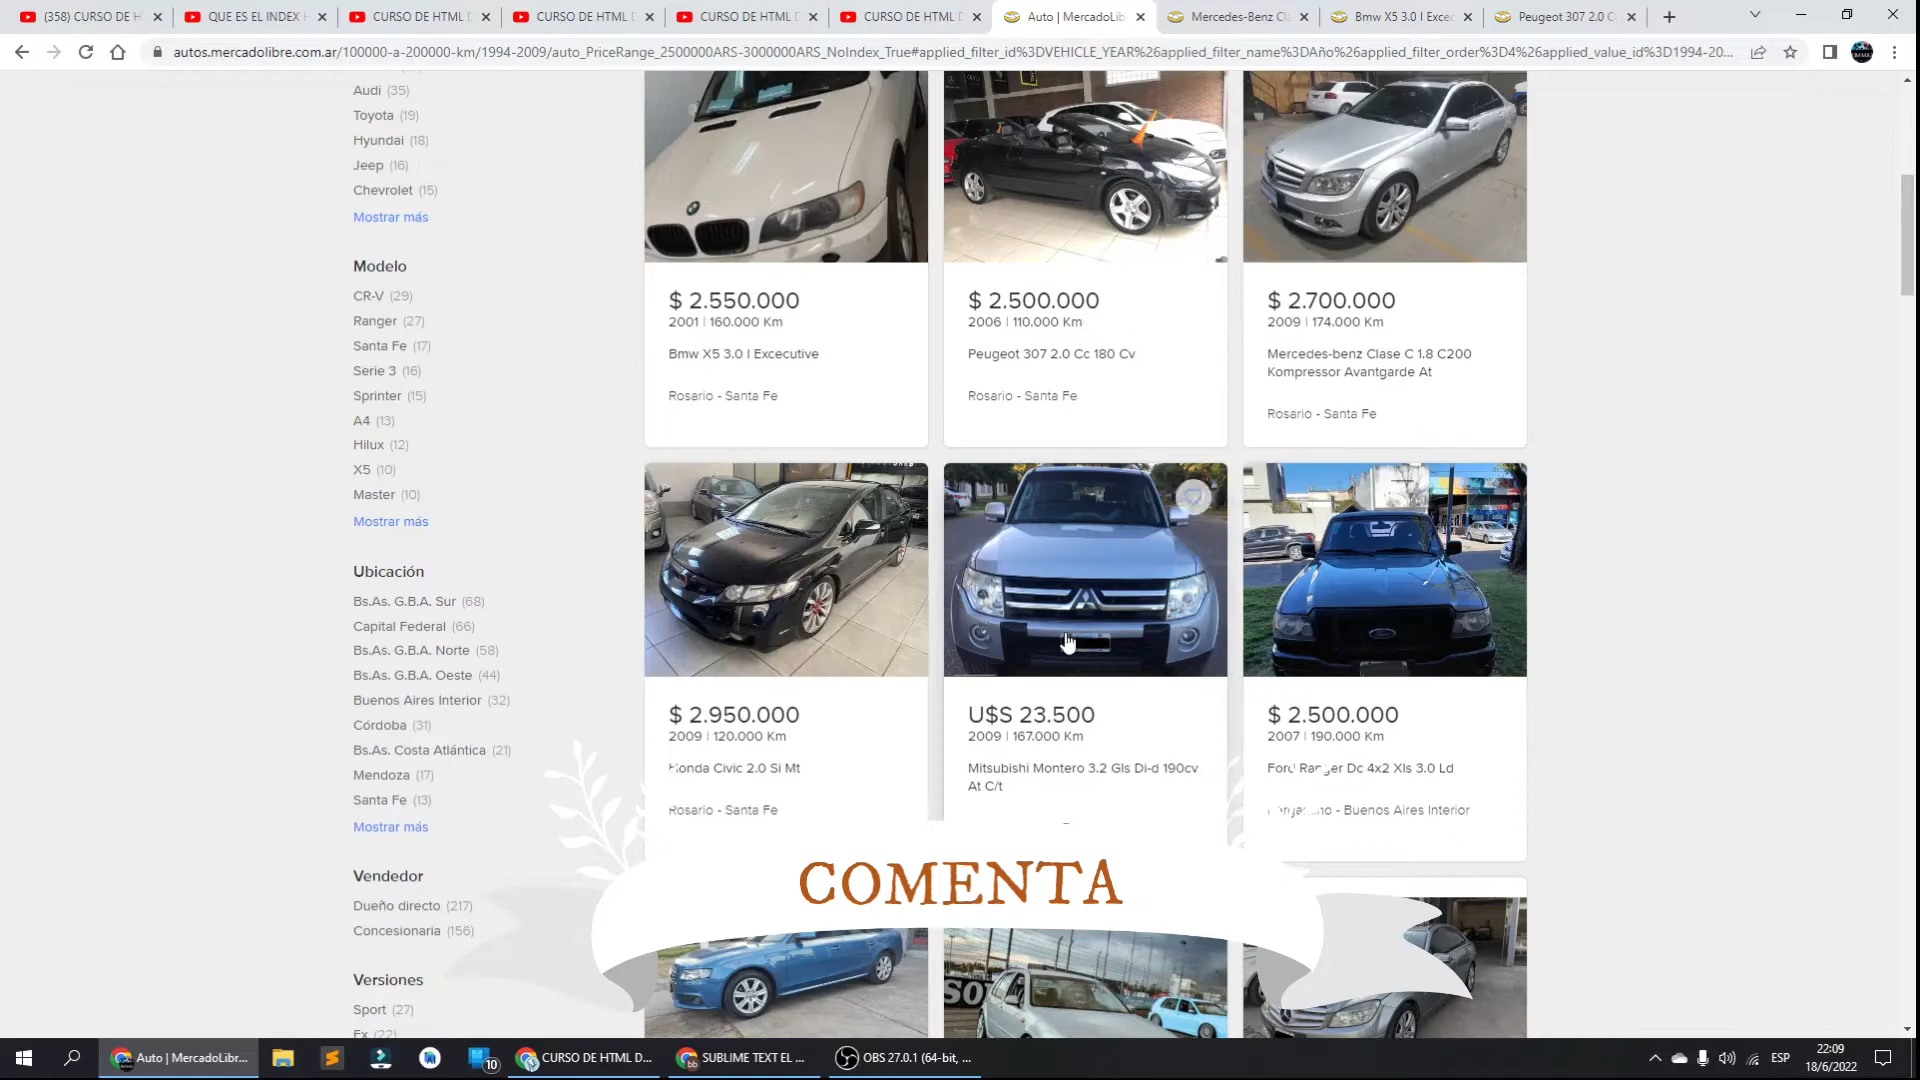 (358) CURSO DE H
QUE ES EL INDEX H
CURSO DE HTML D
CURSO DE HTML D
CURSO DE HTML D
CURSO DE HTML D
Auto | MercadoLib
Mercedes-Benz Cl
Bmw X5 3.0 I Exce
Peugeot 307 2.0 C
autos.mercadolibre.com.ar/100000-a-200000-km/1994-2009/auto_PriceRange_2500000ARS-3000000ARS_NoIndex_True#applied_filter_id%3DVEHICLE_YEAR%26applied_filter_name%3DAño%26applied_filter_order%3D4%26applied_value_id%3D1994-20...
Audi (35)
Toyota (19)
Hyundai (18)
Jeep (16)
Chevrolet (15)
Mostrar más
Modelo
CR-V (29)
Ranger (27)
Santa Fe (17)
Serie 3 (16)
Sprinter (15)
A4 (13)
Hilux (12)
X5 (10)
Master (10)
Mostrar más
Ubicación
Bs.As. G.B.A. Sur (68)
Capital Federal (66)
Bs.As. G.B.A. Norte (58)
Bs.As. G.B.A. Oeste (44)
Buenos Aires Interior (32)
Córdoba (31)
Bs.As. Costa Atlántica (21)
Mendoza (17)
Santa Fe (13)
Mostrar más
Vendedor
Dueño directo (217)
Concesionaria (156)
Versiones
Sport (27)
Ex (22)
$ 2.550.000
2001 | 160.000 Km
Bmw X5 3.0 I Excecutive
Rosario - Santa Fe
$ 2.500.000
2006 | 110.000 Km
Peugeot 307 2.0 Cc 180 Cv
Rosario - Santa Fe
$ 2.700.000
2009 | 174.000 Km
Mercedes-benz Clase C 1.8 C200
Kompressor Avantgarde At
Rosario - Santa Fe
$ 2.950.000
2009 | 120.000 Km
Honda Civic 2.0 Si Mt
Rosario - Santa Fe
U$S 23.500
2009 | 167.000 Km
Mitsubishi Montero 3.2 Gls Di-d 190cv
At C/t
$ 2.500.000
2007 | 190.000 Km
Ford Ranger Dc 4x2 Xls 3.0 Ld
- Buenos Aires Interior
COMENTA
Auto | MercadoLibr...
10
CURSO DE HTML D...
SUBLIME TEXT EL ...
OBS 27.0.1 (64-bit, ...
ESP
22:09
18/6/2022